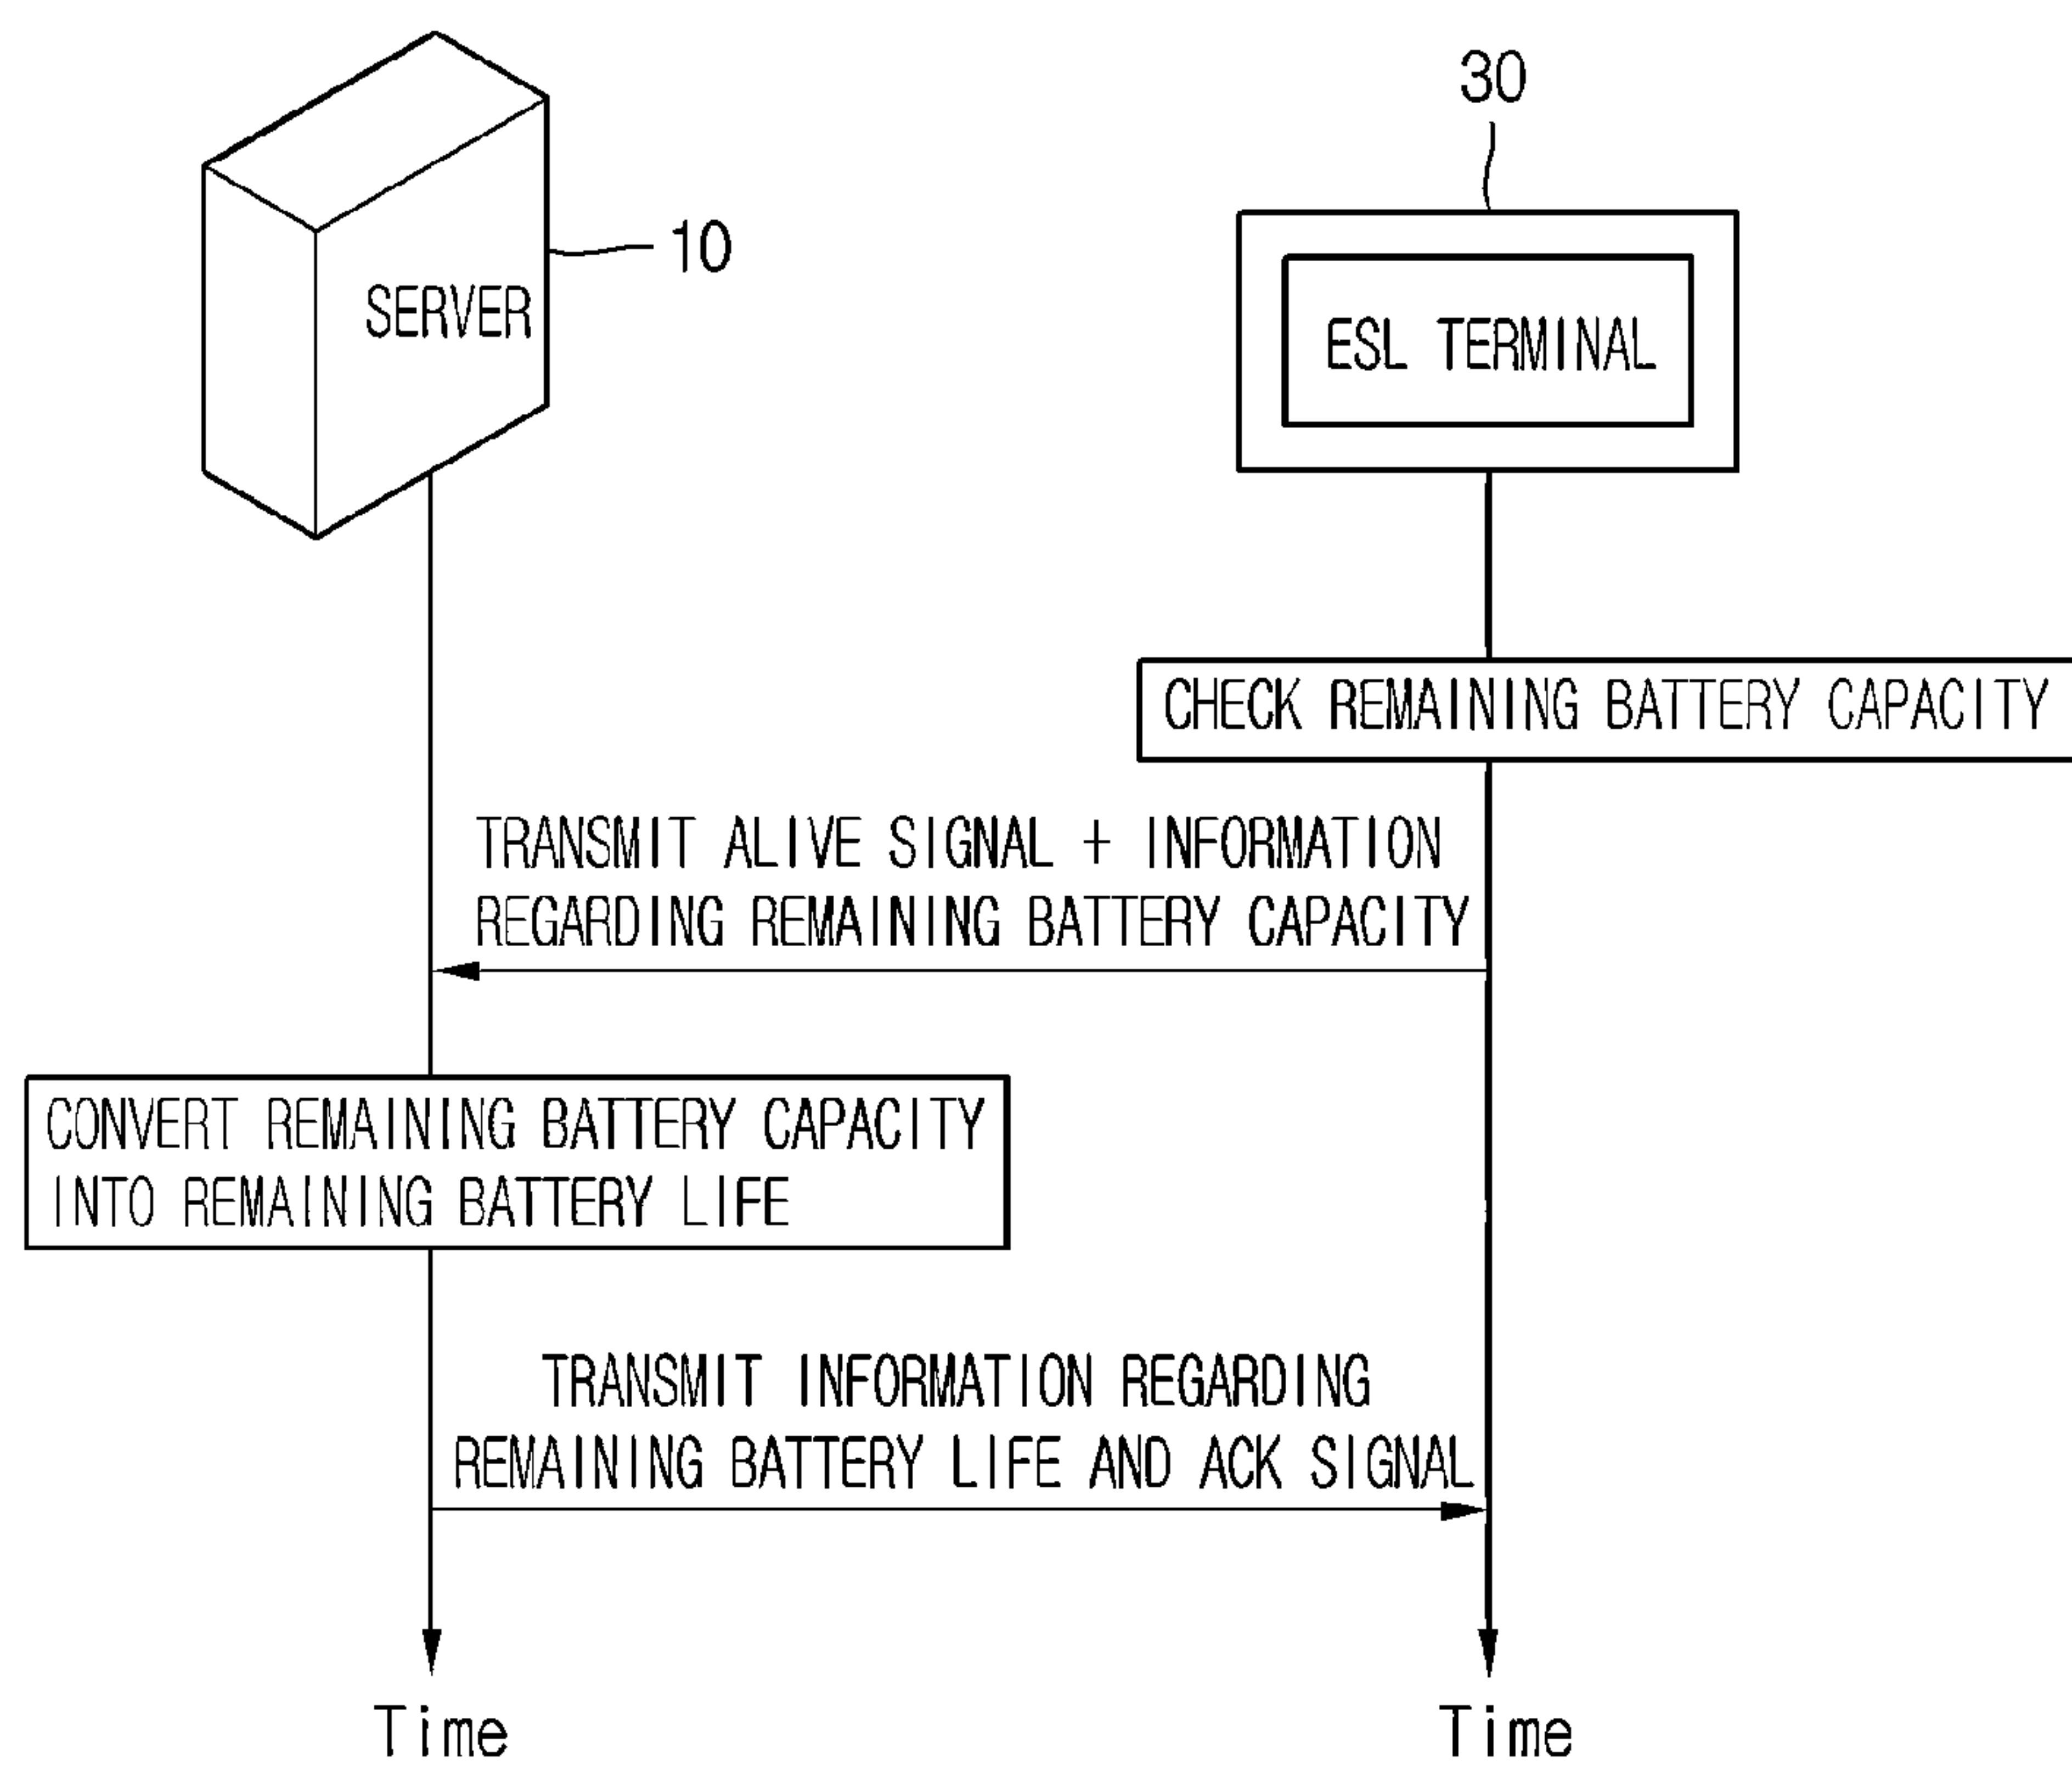 30
10
SERVER
ESL TERMINAL
CHECK REMAINING BATTERY CAPACITY
TRANSMIT ALIVE SIGNAL + INFORMATION
REGARDING REMAINING BATTERY CAPACITY
CONVERT REMAINING BATTERY CAPACITY
INTO REMAINING BATTERY LIFE
TRANSMIT INFORMATION REGARDING
REMAINING BATTERY LIFE AND ACK SIGNAL
Time
Time